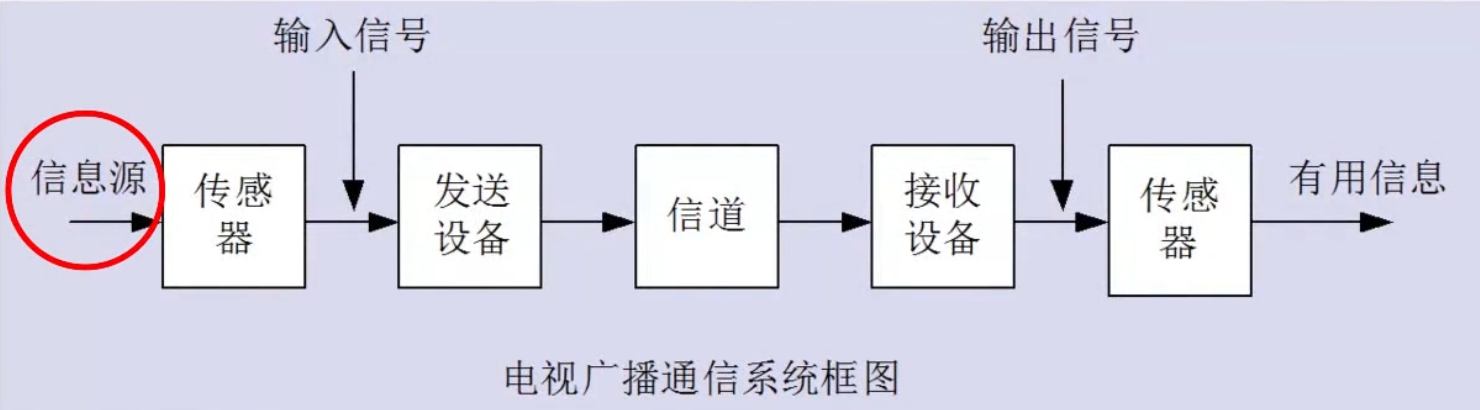 输入信号
输出信号
信息源
传感
器
发送
设备
信道
接收
设备
传感
器
有用信息
电视广播通信系统框图